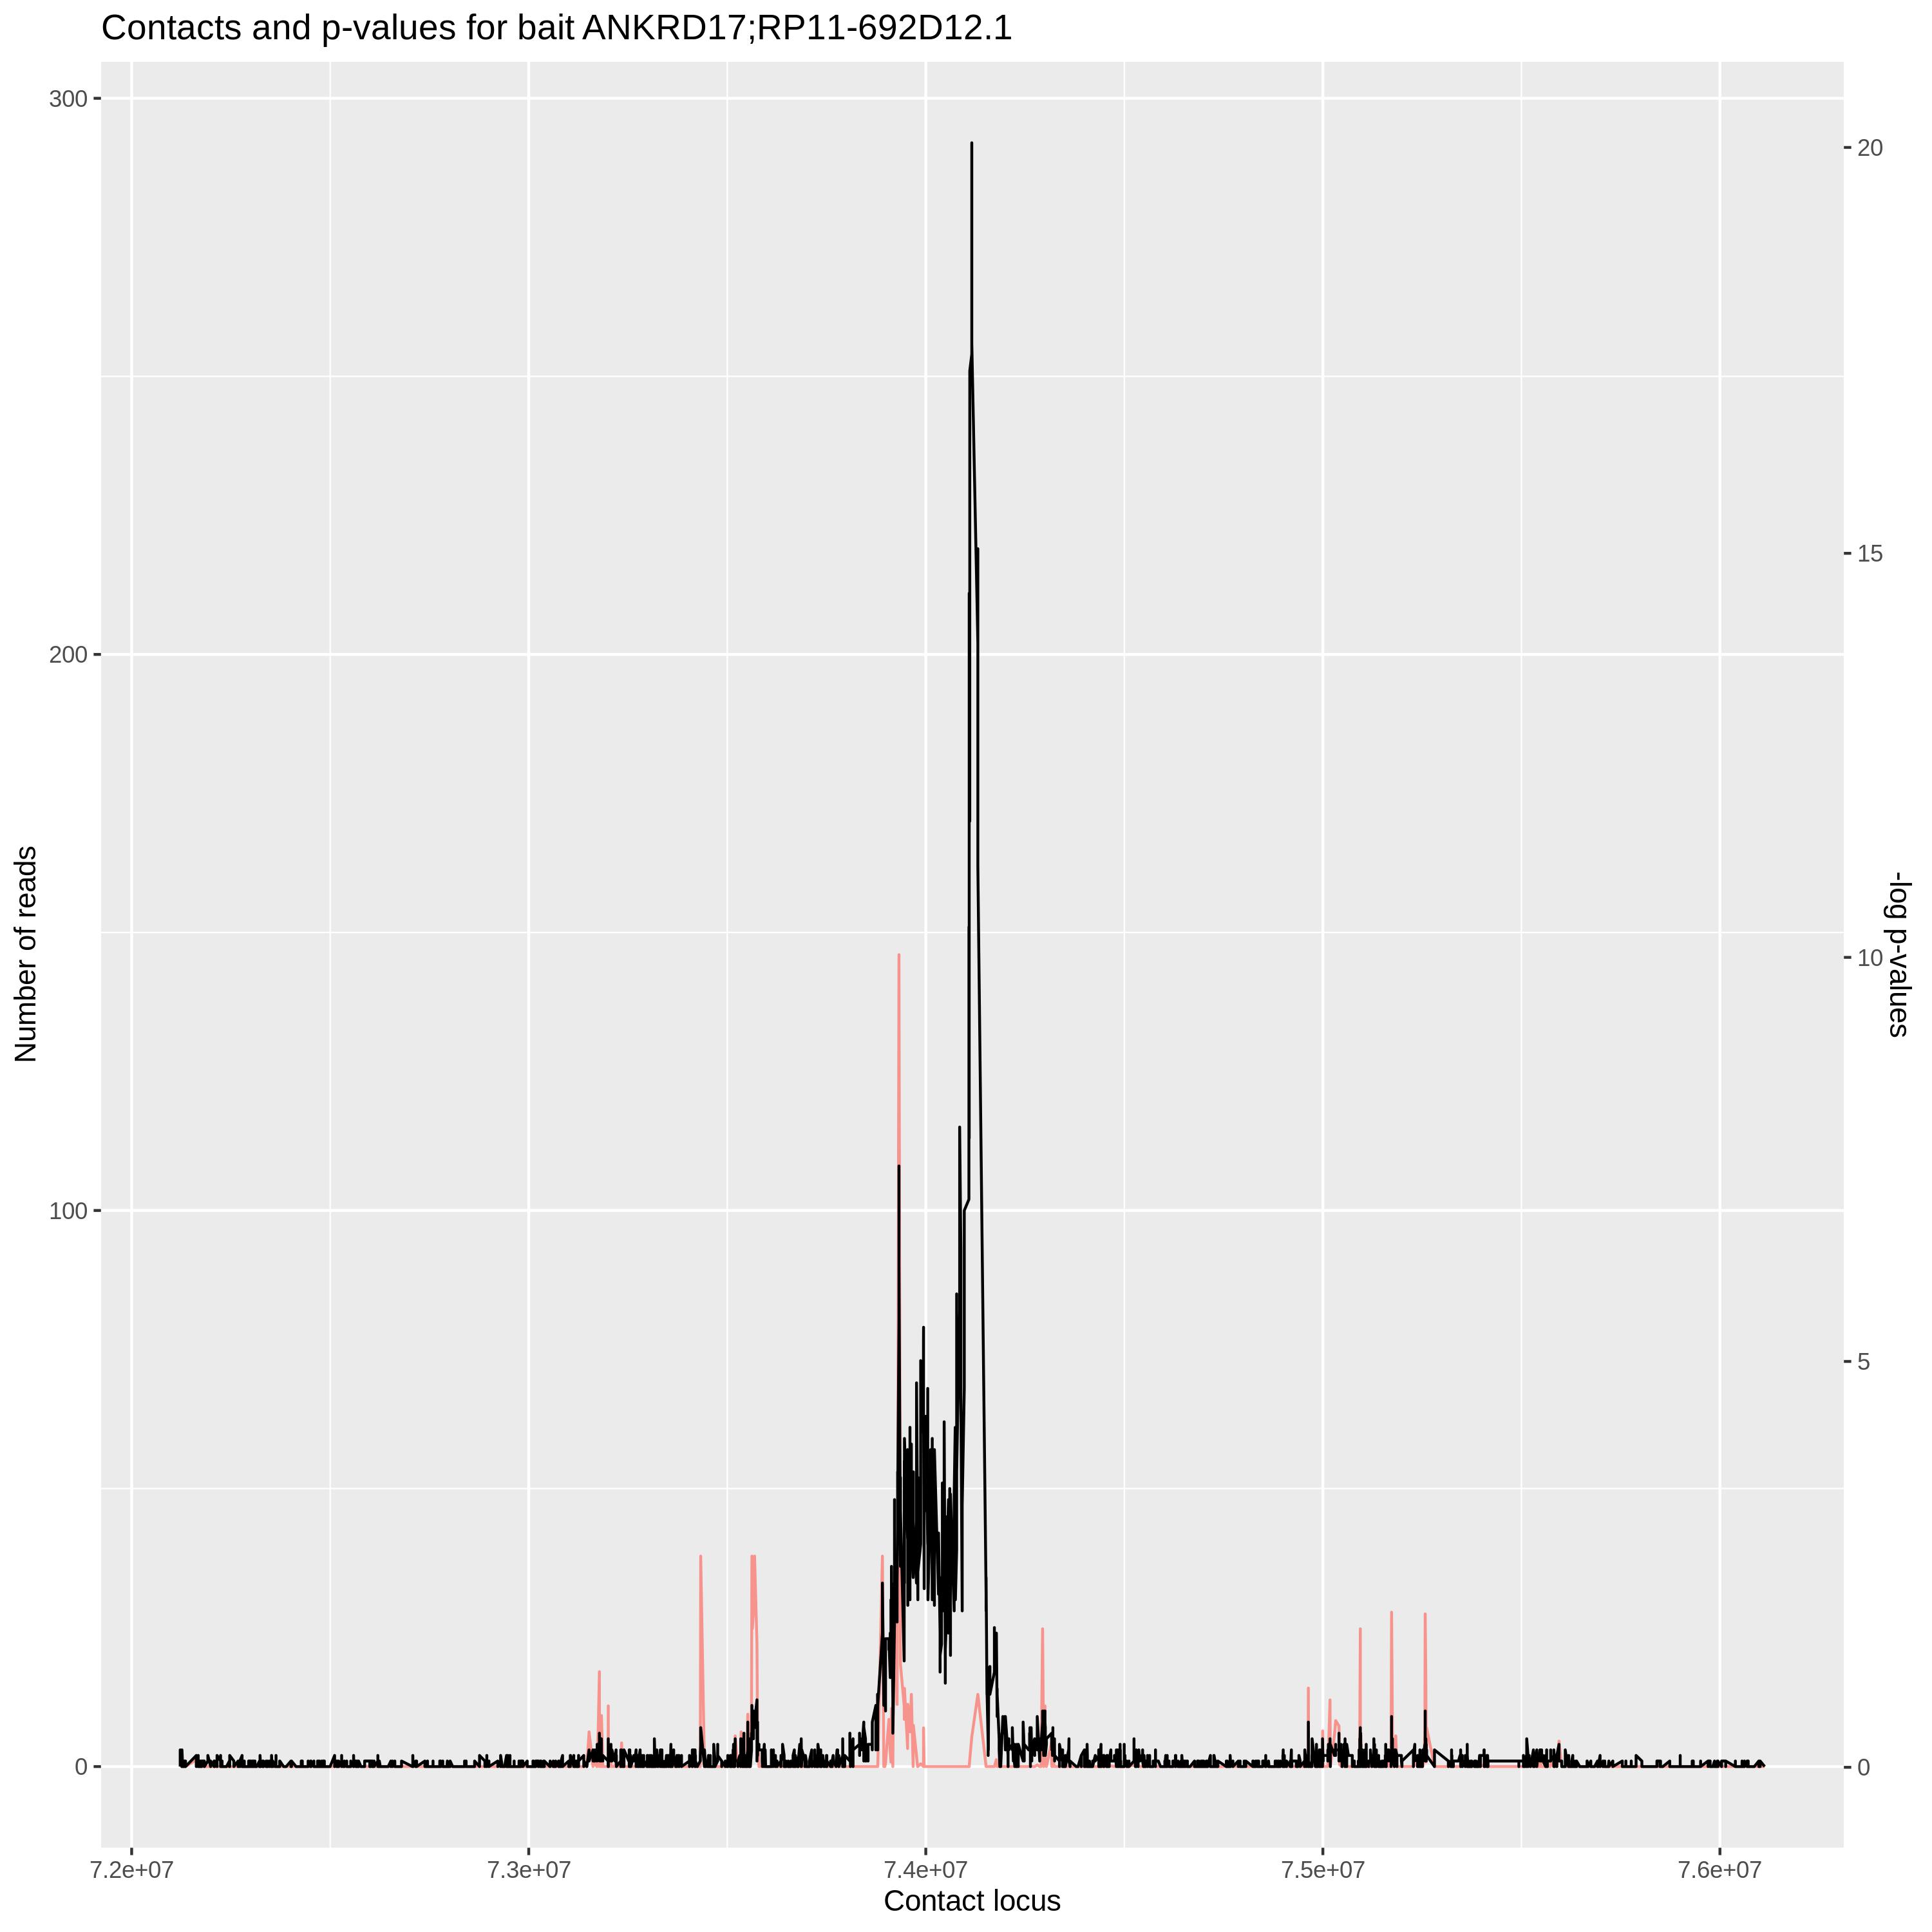 Contacts and p-values for bait ANKRD17;RP11-692D12.1
300
200
100
0
Number of reads
20
15
10
5
0
-log p-values
7.2e+07 7.3e+07 7.4e+07 7.5e+07 7.6e+07
Contact locus